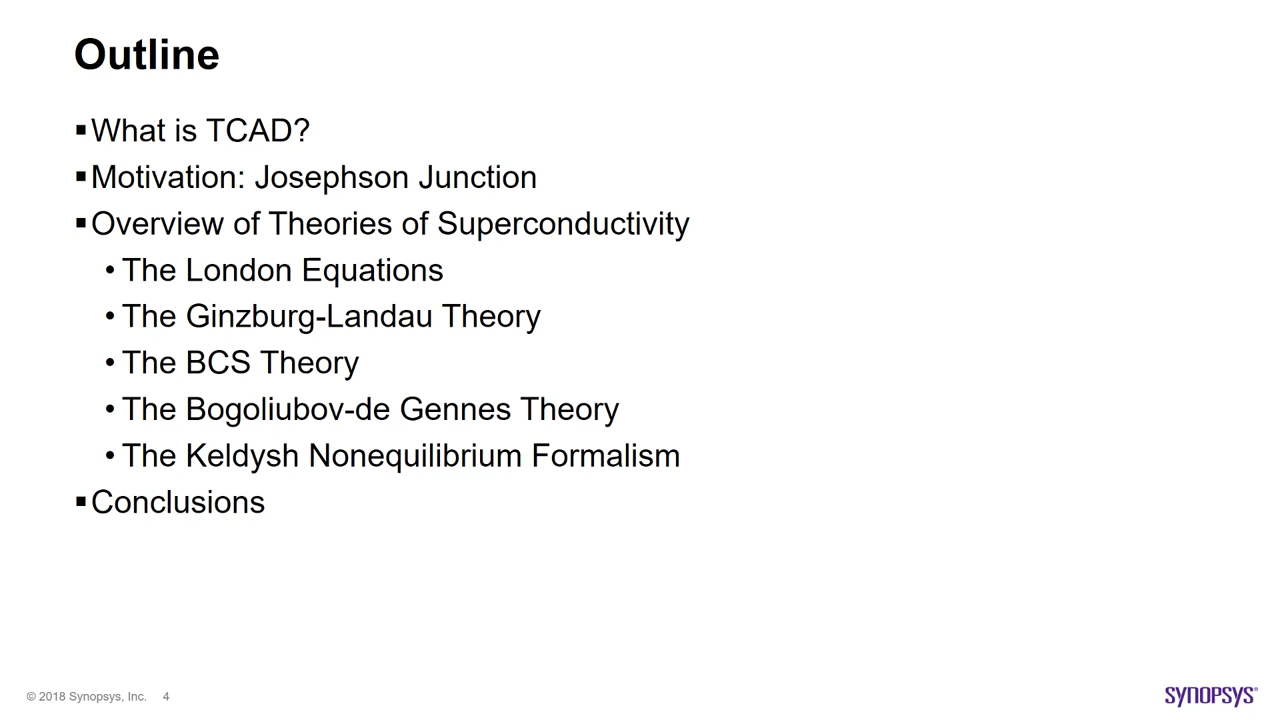 Outline
▪What is TCAD?
▪Motivation: Josephson Junction
▪Overview of Theories of Superconductivity
• The London Equations
• The Ginzburg-Landau Theory
• The BCS Theory
• The Bogoliubov-de Gennes Theory
• The Keldysh Nonequilibrium Formalism
▪Conclusions
© 2018 Synopsys, Inc. 4
SYNOPSYS®